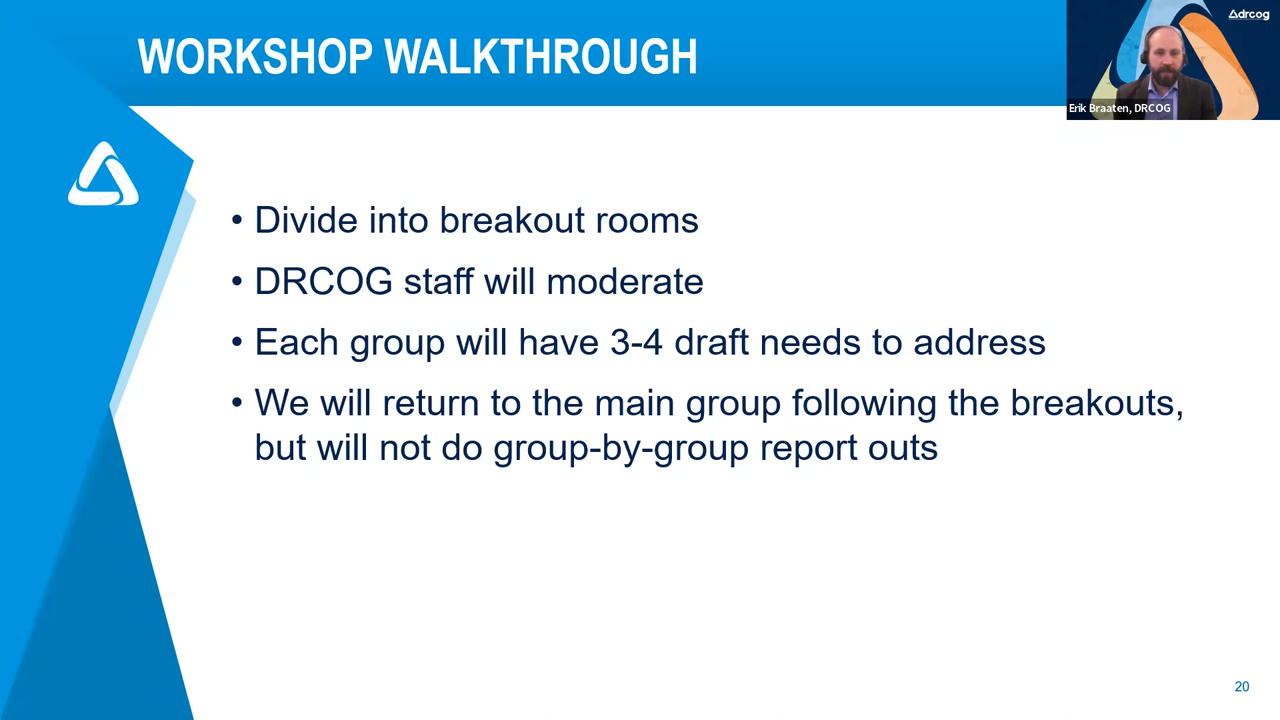 WORKSHOP WALKTHROUGH
drcog
Erik Braaten, DRCOG
• Divide into breakout rooms
• DRCOG staff will moderate
• Each group will have 3-4 draft needs to address
• We will return to the main group following the breakouts,
but will not do group-by-group report outs
20